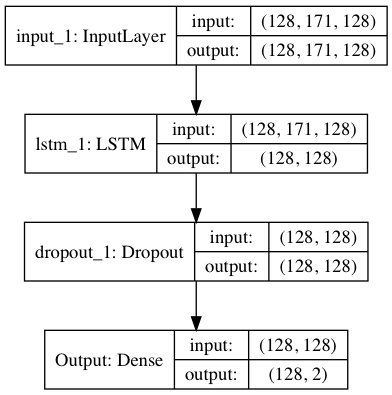 input_1: InputLayer
input: (128, 171, 128)
output: (128, 171, 128)
lstm_1: LSTM
input: (128, 171, 128)
output: (128, 128)
dropout_1: Dropout
input: (128, 128)
output: (128, 128)
Output: Dense
input: (128, 128)
output: (128, 2)